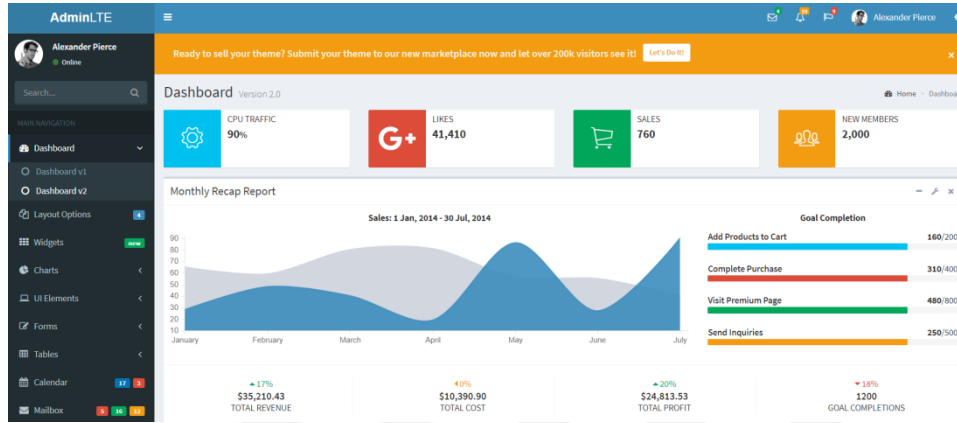 AdminLTE
Alexander Pierce
Alexander Pierce
Online
Ready to sell your theme? Submit your theme to our new marketplace now and let over 200k visitors see it! Let's Do It!
Search...
Dashboard Version 2.0
Home > Dashboa
MAIN NAVIGATION
Dashboard
Dashboard v1
Dashboard v2
Layout Options 4
Widgets new
Charts
UI Elements
Forms
Tables
Calendar 17 3
Mailbox 5 16 12
CPU TRAFFIC
90%
G+
LIKES
41,410
SALES
760
NEW MEMBERS
2,000
Monthly Recap Report
Sales: 1 Jan, 2014 - 30 Jul, 2014
90
80
70
60
50
40
30
20
10
January February March April May June July
Goal Completion
Add Products to Cart 160/200
Complete Purchase 310/400
Visit Premium Page 480/800
Send Inquiries 250/500
17%
$35,210.43
TOTAL REVENUE
0%
$10,390.90
TOTAL COST
20%
$24,813.53
TOTAL PROFIT
18%
1200
GOAL COMPLETIONS